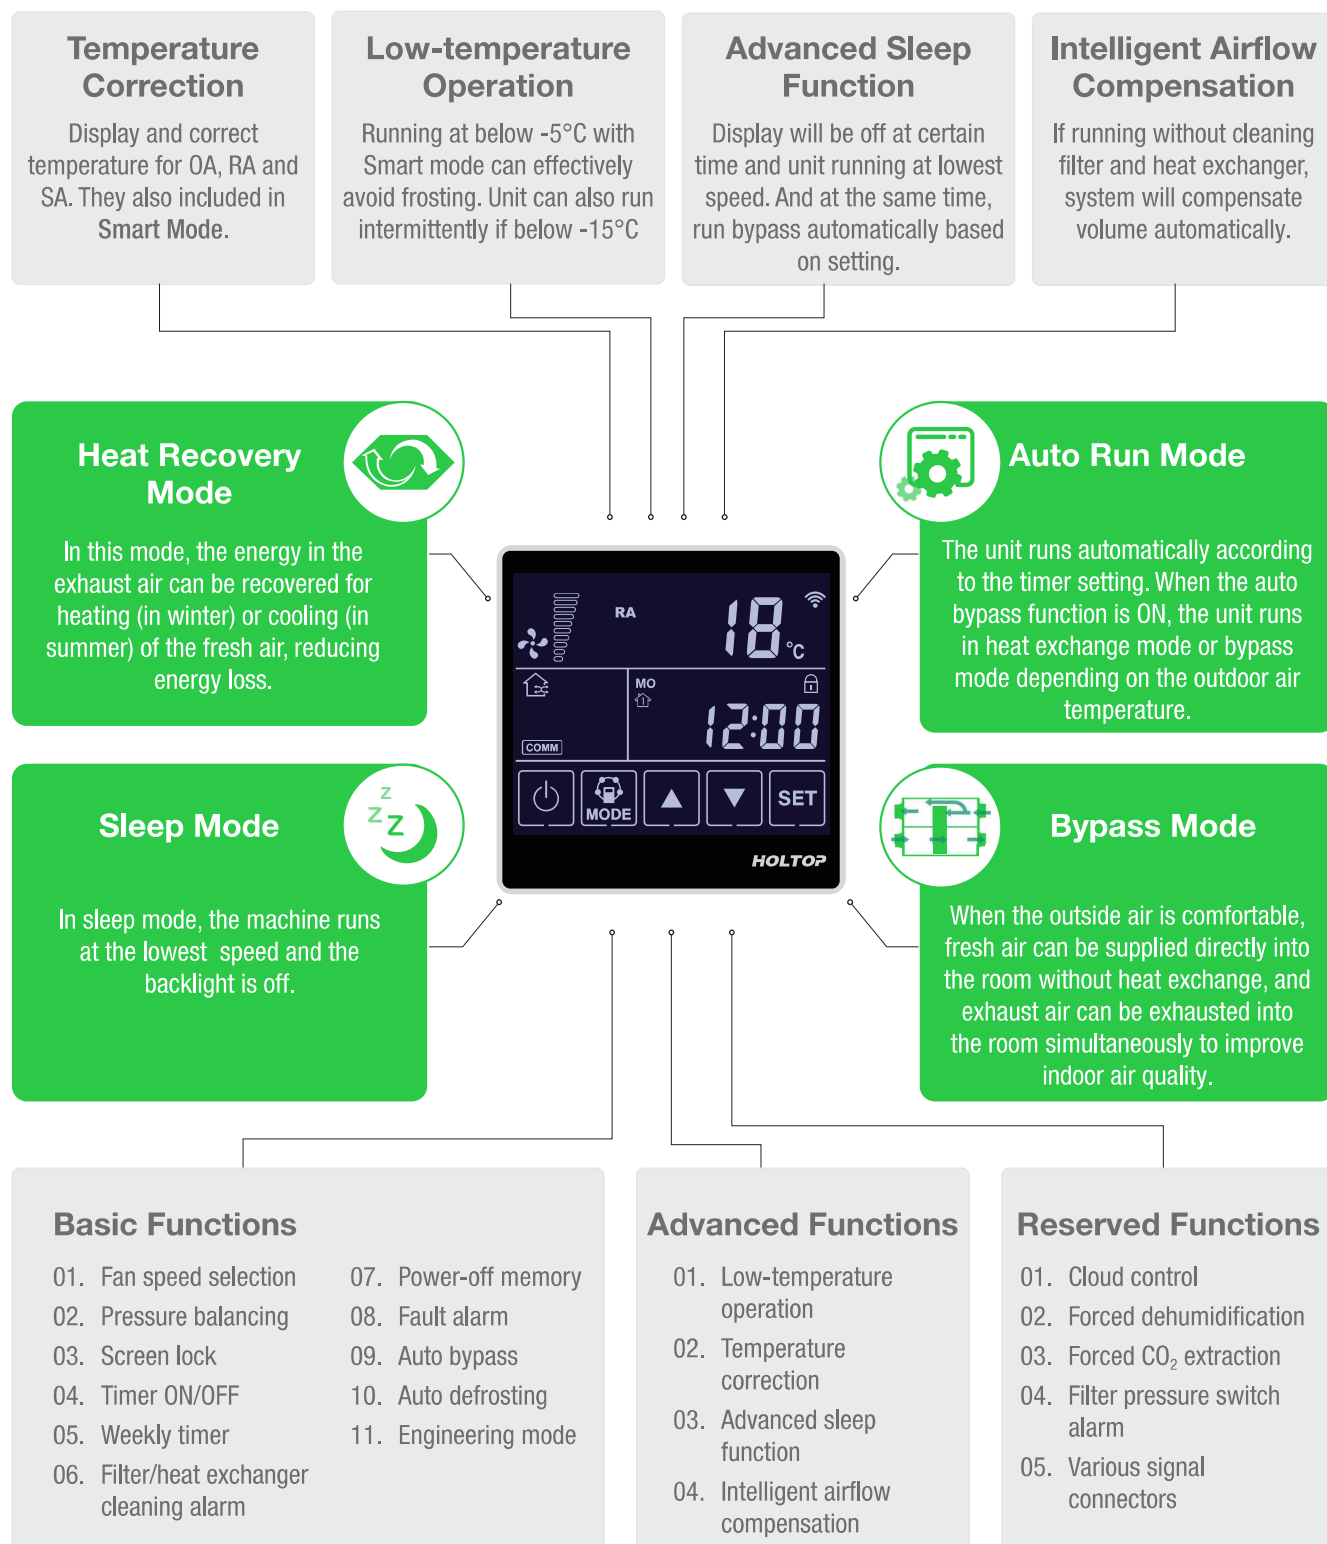 Temperature
Correction
Display and correct
temperature for OA, RA and
SA. They also included in
Smart Mode.
Low-temperature
Operation
Running at below -5°C with
Smart mode can effectively
avoid frosting. Unit can also run
intermittently if below -15°C
Advanced Sleep
Function
Display will be off at certain
time and unit running at lowest
speed. And at the same time,
run bypass automatically based
on setting.
Intelligent Airflow
Compensation
If running without cleaning
filter and heat exchanger,
system will compensate
volume automatically.
Heat Recovery
Mode
In this mode, the energy in the
exhaust air can be recovered for
heating (in winter) or cooling (in
summer) of the fresh air, reducing
energy loss.
Auto Run Mode
The unit runs automatically according
to the timer setting. When the auto
bypass function is ON, the unit runs
in heat exchange mode or bypass
mode depending on the outdoor air
temperature.
RA
18 °C
MO
1
12:00
COMM
MODE
SET
HOLTOP
Sleep Mode
z z z
In sleep mode, the machine runs
at the lowest speed and the
backlight is off.
Bypass Mode
When the outside air is comfortable,
fresh air can be supplied directly into
the room without heat exchange, and
exhaust air can be exhausted into
the room simultaneously to improve
indoor air quality.
Basic Functions
01. Fan speed selection
02. Pressure balancing
03. Screen lock
04. Timer ON/OFF
05. Weekly timer
06. Filter/heat exchanger
cleaning alarm
07. Power-off memory
08. Fault alarm
09. Auto bypass
10. Auto defrosting
11. Engineering mode
Advanced Functions
01. Low-temperature
operation
02. Temperature
correction
03. Advanced sleep
function
04. Intelligent airflow
compensation
Reserved Functions
01. Cloud control
02. Forced dehumidification
03. Forced CO₂ extraction
04. Filter pressure switch
alarm
05. Various signal
connectors